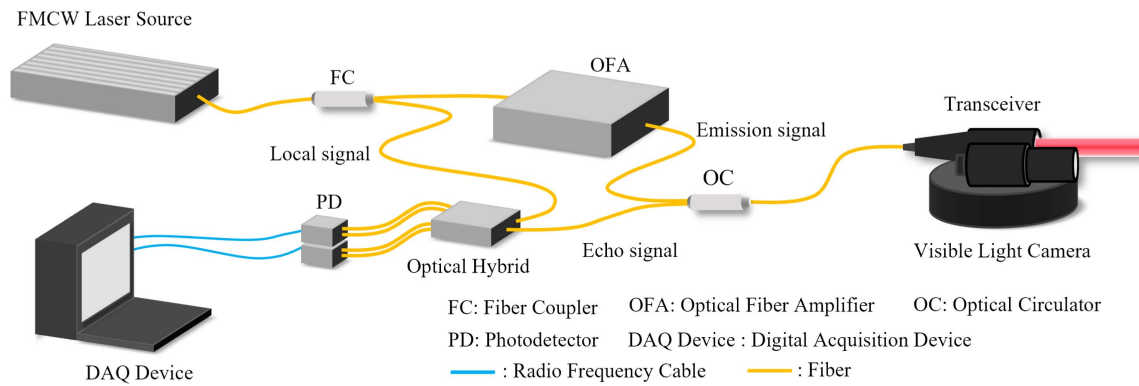 FMCW Laser Source
FC
OFA
Transceiver
Local signal
Emission signal
OC
PD
Echo signal
Optical Hybrid
Visible Light Camera
FC: Fiber Coupler OFA: Optical Fiber Amplifier OC: Optical Circulator
PD: Photodetector DAQ Device : Digital Acquisition Device
DAQ Device
: Radio Frequency Cable : Fiber